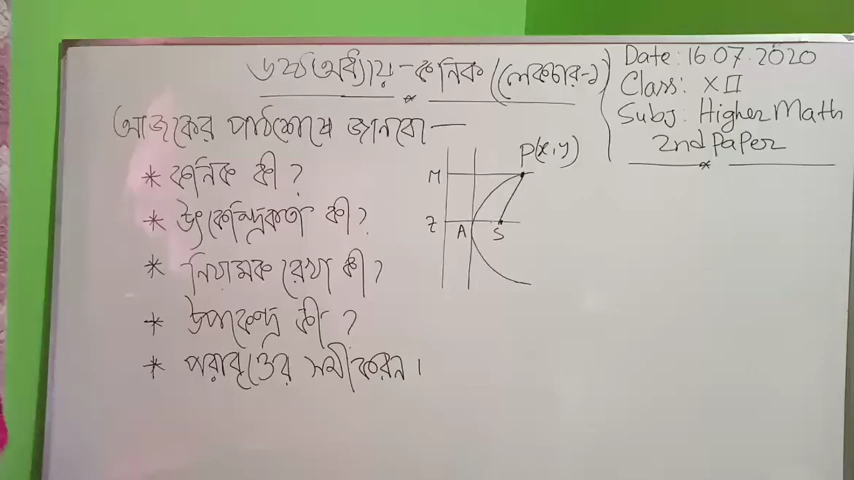 ৬ষ্ঠ অধ্যায় - কনিক (লেকচার-১)
Date: 16.07.2020
Class: XII
Subj: Higher Math
2nd Paper
আজকের পাঠশেষে জানবো —
* কনিক কী ?
* উৎকেন্দ্রিকতা কী ?
* নিয়ামক রেখা কী ?
* উপকেন্দ্র কী ?
* পরাবৃত্তের সমীকরন ।
P(x,y)
M
Z A S